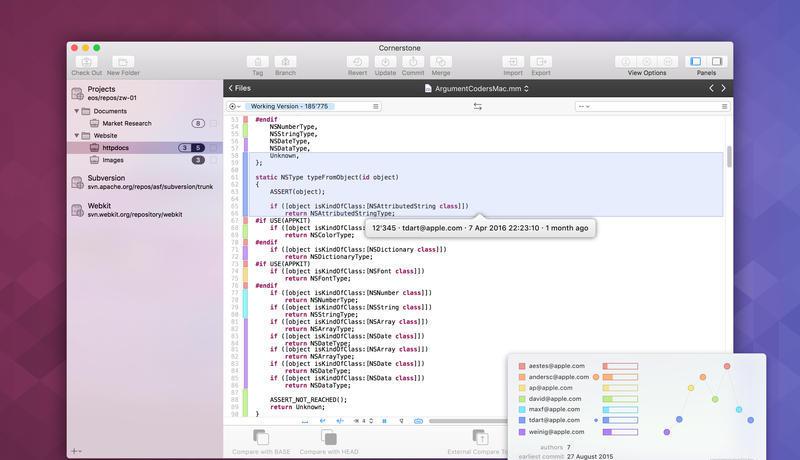 Cornerstone
Check Out New Folder Tag Branch Revert Update Commit Merge Import Export View Options Panels
Projects
eos/repos/zw-01
Documents
Market Research 8
Website
httpdocs 3 5
Images 3
Subversion
svn.apache.org/repos/asf/subversion/trunk
Webkit
svn.webkit.org/repository/webkit
Files ArgumentCodersMac.mm
Working Version - 185'775
53 #endif
54 NSNumberType,
55 NSStringType,
56 NSDateType,
57 NSDataType,
58 Unknown,
59 };
60
61 static NSType typeFromObject(id object)
62 {
63 ASSERT(object);
64
65 if ([object isKindOfClass:[NSAttributedString class]])
66 return NSAttributedStringType;
67 #if USE(APPKIT)
68 if ([object isKindOfClass:
69 return NSColorType;
70 #endif
71 if ([object isKindOfClass:[NSDictionary class]])
72 return NSDictionaryType;
73 #if USE(APPKIT)
74 if ([object isKindOfClass:[NSFont class]])
return NSFontType;
#endif
if ([object isKindOfClass:[NSNumber class]])
return NSNumberType;
if ([object isKindOfClass:[NSString class]])
return NSStringType;
if ([object isKindOfClass:[NSArray class]])
return NSArrayType;
if ([object isKindOfClass:[NSDate class]])
return NSDateType;
if ([object isKindOfClass:[NSArray class]])
return NSArrayType;
if ([object isKindOfClass:[NSDate class]])
return NSDateType;
if ([object isKindOfClass:[NSData class]])
return NSDataType;
ASSERT_NOT_REACHED();
return Unknown;
}
12'345 · tdart@apple.com · 7 Apr 2016 22:23:10 · 1 month ago
aestes@apple.com
andersc@apple.com
ap@apple.com
david@apple.com
maxf@apple.com
tdart@apple.com
weinig@apple.com
authors 7
earliest commit 27 August 2015
Compare with BASE Compare with HEAD External Compare